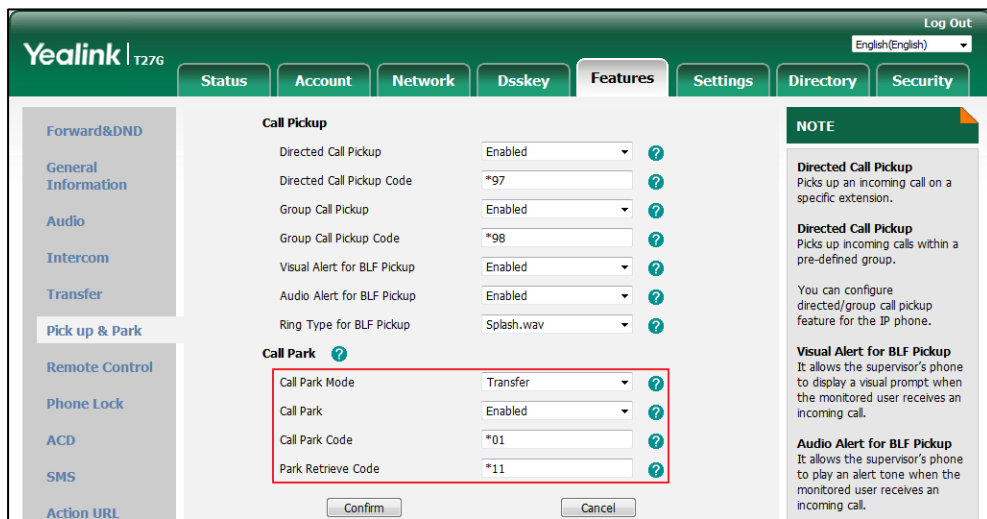 Log Out
Yealink T27G
English(English)
Status Account Network Dsskey Features Settings Directory Security
Forward&DND
General
Information
Audio
Intercom
Transfer
Pick up & Park
Remote Control
Phone Lock
ACD
SMS
Action URL
Call Pickup
Directed Call Pickup Enabled ?
Directed Call Pickup Code *97 ?
Group Call Pickup Enabled ?
Group Call Pickup Code *98 ?
Visual Alert for BLF Pickup Enabled ?
Audio Alert for BLF Pickup Enabled ?
Ring Type for BLF Pickup Splash.wav ?
Call Park ?
Call Park Mode Transfer ?
Call Park Enabled ?
Call Park Code *01 ?
Park Retrieve Code *11 ?
Confirm Cancel
NOTE
Directed Call Pickup
Picks up an incoming call on a
specific extension.
Directed Call Pickup
Picks up incoming calls within a
pre-defined group.
You can configure
directed/group call pickup
feature for the IP phone.
Visual Alert for BLF Pickup
It allows the supervisor's phone
to display a visual prompt when
the monitored user receives an
incoming call.
Audio Alert for BLF Pickup
It allows the supervisor's phone
to play an alert tone when the
monitored user receives an
incoming call.